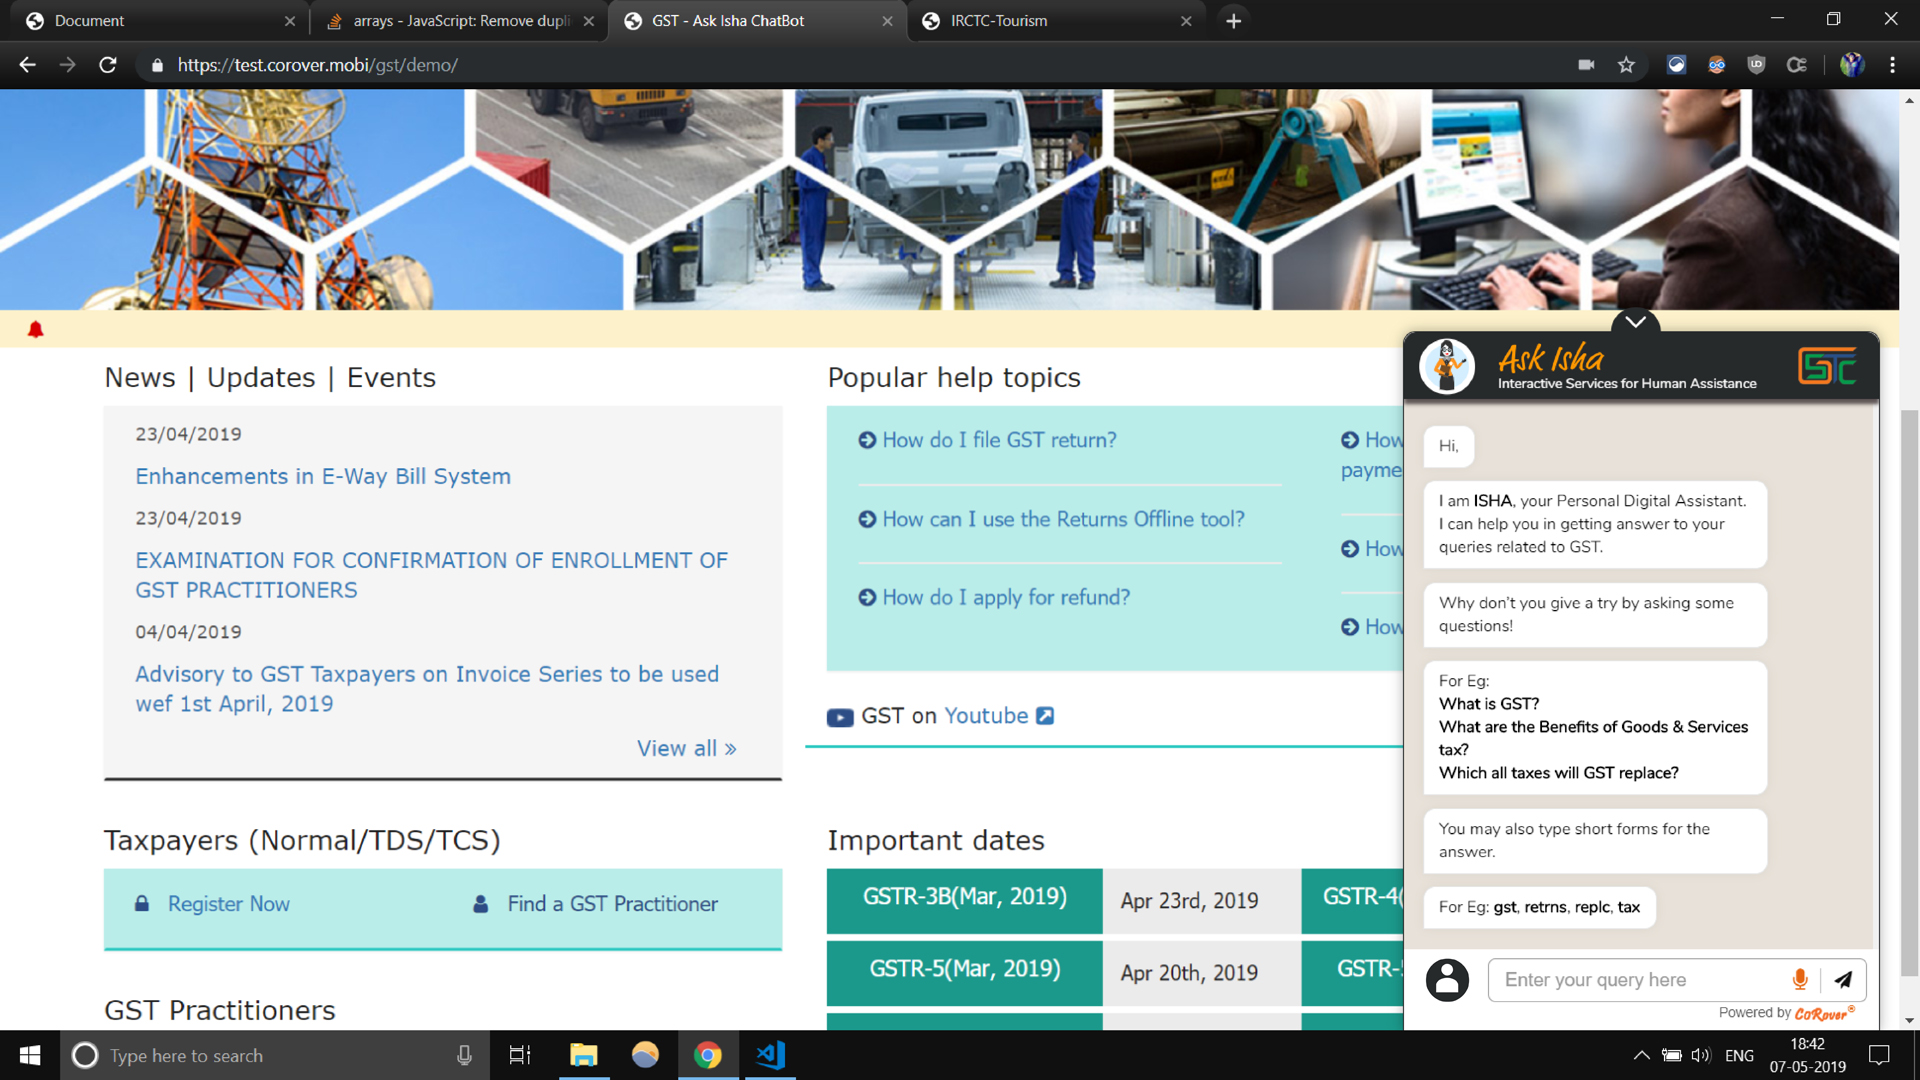 Document
arrays - JavaScript: Remove dupli
GST - Ask Isha ChatBot
IRCTC-Tourism
https://test.corover.mobi/gst/demo/
News | Updates | Events
23/04/2019
Enhancements in E-Way Bill System
23/04/2019
EXAMINATION FOR CONFIRMATION OF ENROLLMENT OF
GST PRACTITIONERS
04/04/2019
Advisory to GST Taxpayers on Invoice Series to be used
wef 1st April, 2019
View all »
Popular help topics
How do I file GST return?
How can I use the Returns Offline tool?
How do I apply for refund?
How
payme
How
How
GST on Youtube
Taxpayers (Normal/TDS/TCS)
Register Now
Find a GST Practitioner
GST Practitioners
Important dates
GSTR-3B(Mar, 2019)
Apr 23rd, 2019
GSTR-4(
GSTR-5(Mar, 2019)
Apr 20th, 2019
GSTR-5
Ask Isha
Interactive Services for Human Assistance
Hi,
I am ISHA, your Personal Digital Assistant.
I can help you in getting answer to your
queries related to GST.
Why don't you give a try by asking some
questions!
For Eg:
What is GST?
What are the Benefits of Goods & Services
tax?
Which all taxes will GST replace?
You may also type short forms for the
answer.
For Eg: gst, retrns, replc, tax
Enter your query here
Powered by CoRover®
Type here to search
ENG
18:42
07-05-2019